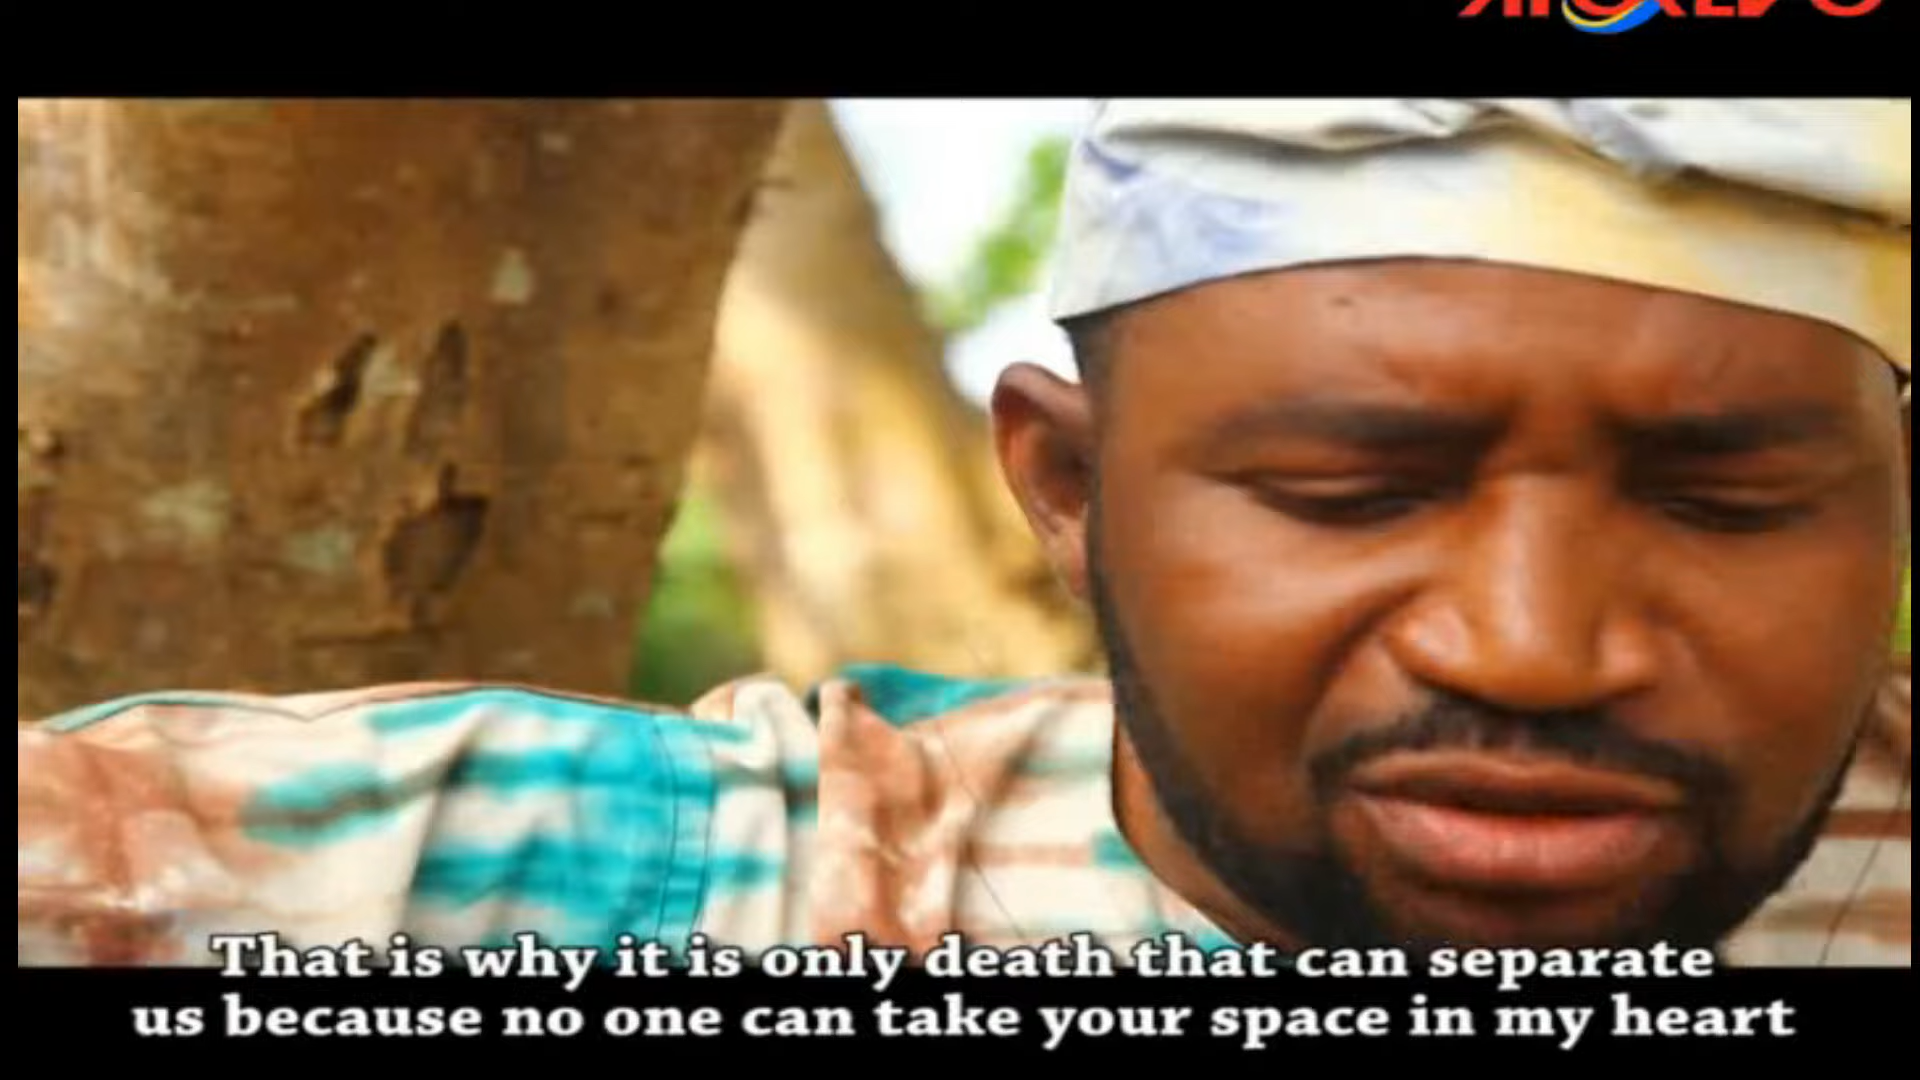 That is why it is only death that can separate
us because no one can take your space in my heart